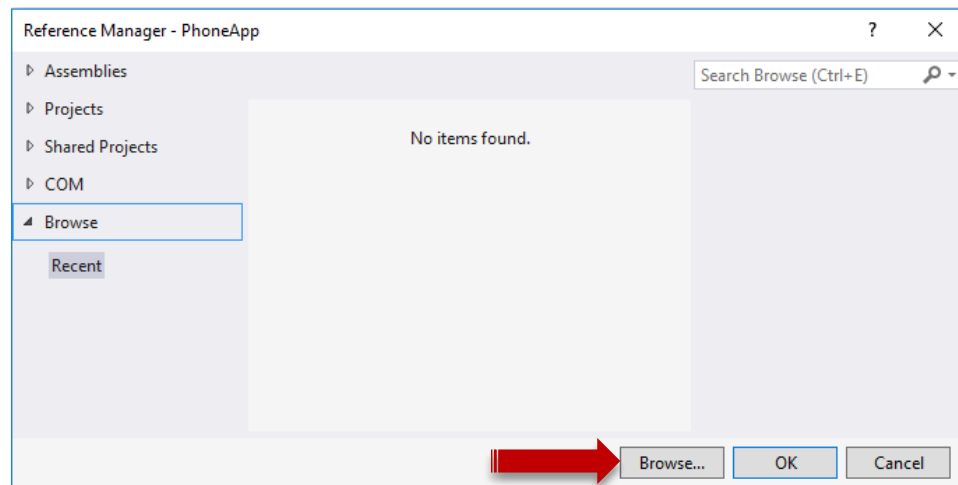 Reference Manager - PhoneApp
?
Assemblies
Search Browse (Ctrl+E)
Projects
No items found.
Shared Projects
COM
Browse
Recent
Browse...
OK
Cancel